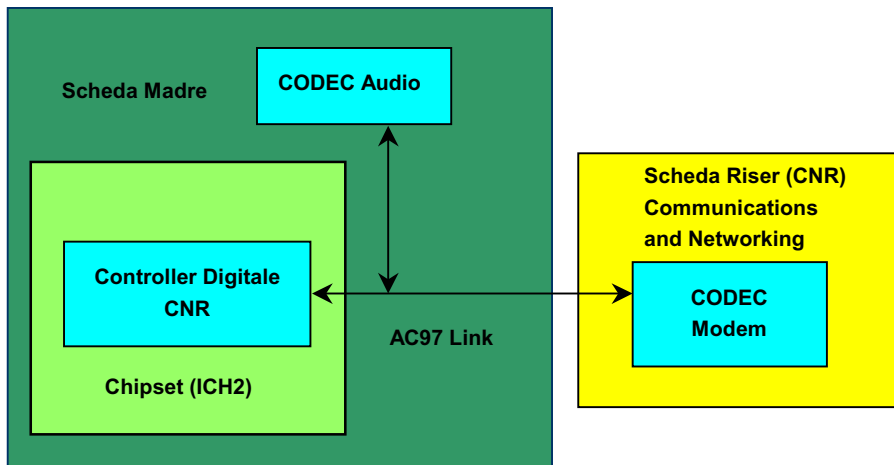 Scheda Madre
CODEC Audio
Scheda Riser (CNR)
Communications
and Networking
Controller Digitale
CNR
CODEC
Modem
AC97 Link
Chipset (ICH2)